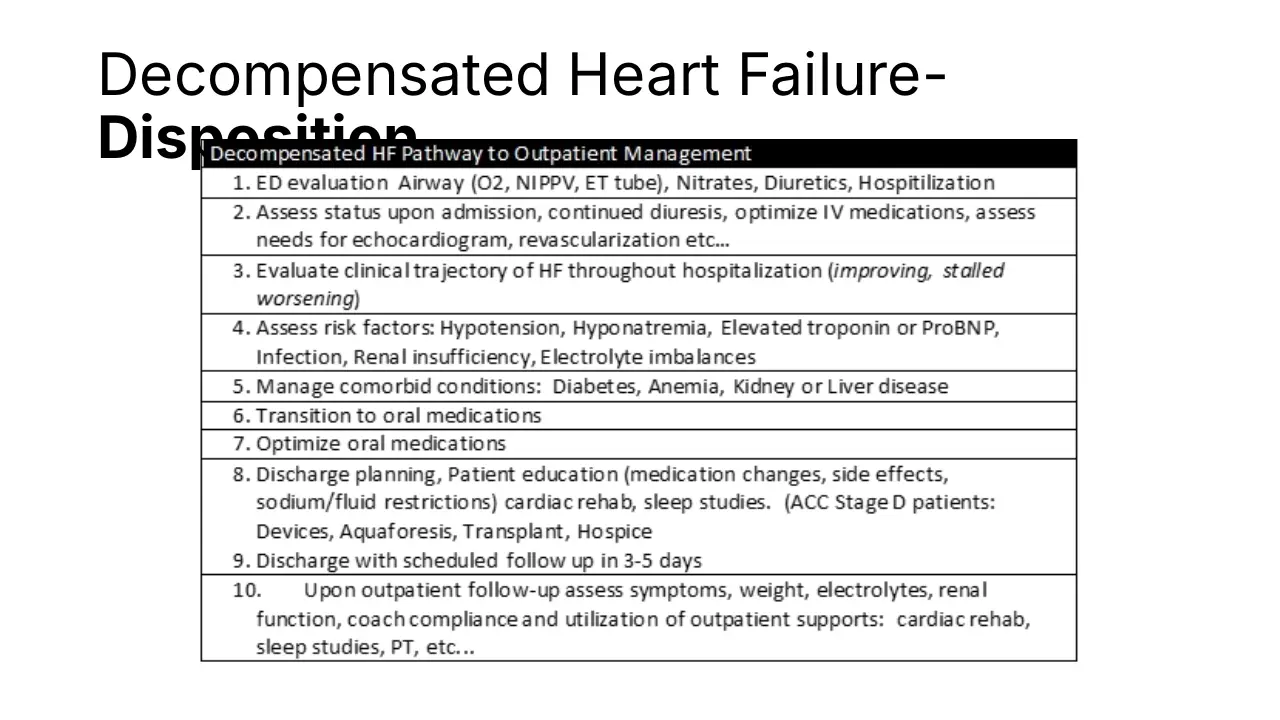 Decompensated Heart Failure-
Disposition
Decompensated HF Pathway to Outpatient Management
1. ED evaluation Airway (O2, NIPPV, ET tube), Nitrates, Diuretics, Hospitilization
2. Assess status upon admission, continued diuresis, optimize IV medications, assess
needs for echocardiogram, revascularization etc...
3. Evaluate clinical trajectory of HF throughout hospitalization (improving, stalled
worsening)
4. Assess risk factors: Hypotension, Hyponatremia, Elevated troponin or ProBNP,
Infection, Renal insufficiency, Electrolyte imbalances
5. Manage comorbid conditions: Diabetes, Anemia, Kidney or Liver disease
6. Transition to oral medications
7. Optimize oral medications
8. Discharge planning, Patient education (medication changes, side effects,
sodium/fluid restrictions) cardiac rehab, sleep studies. (ACC Stage D patients:
Devices, Aquaforesis, Transplant, Hospice
9. Discharge with scheduled follow up in 3-5 days
10. Upon outpatient follow-up assess symptoms, weight, electrolytes, renal
function, coach compliance and utilization of outpatient supports: cardiac rehab,
sleep studies, PT, etc...